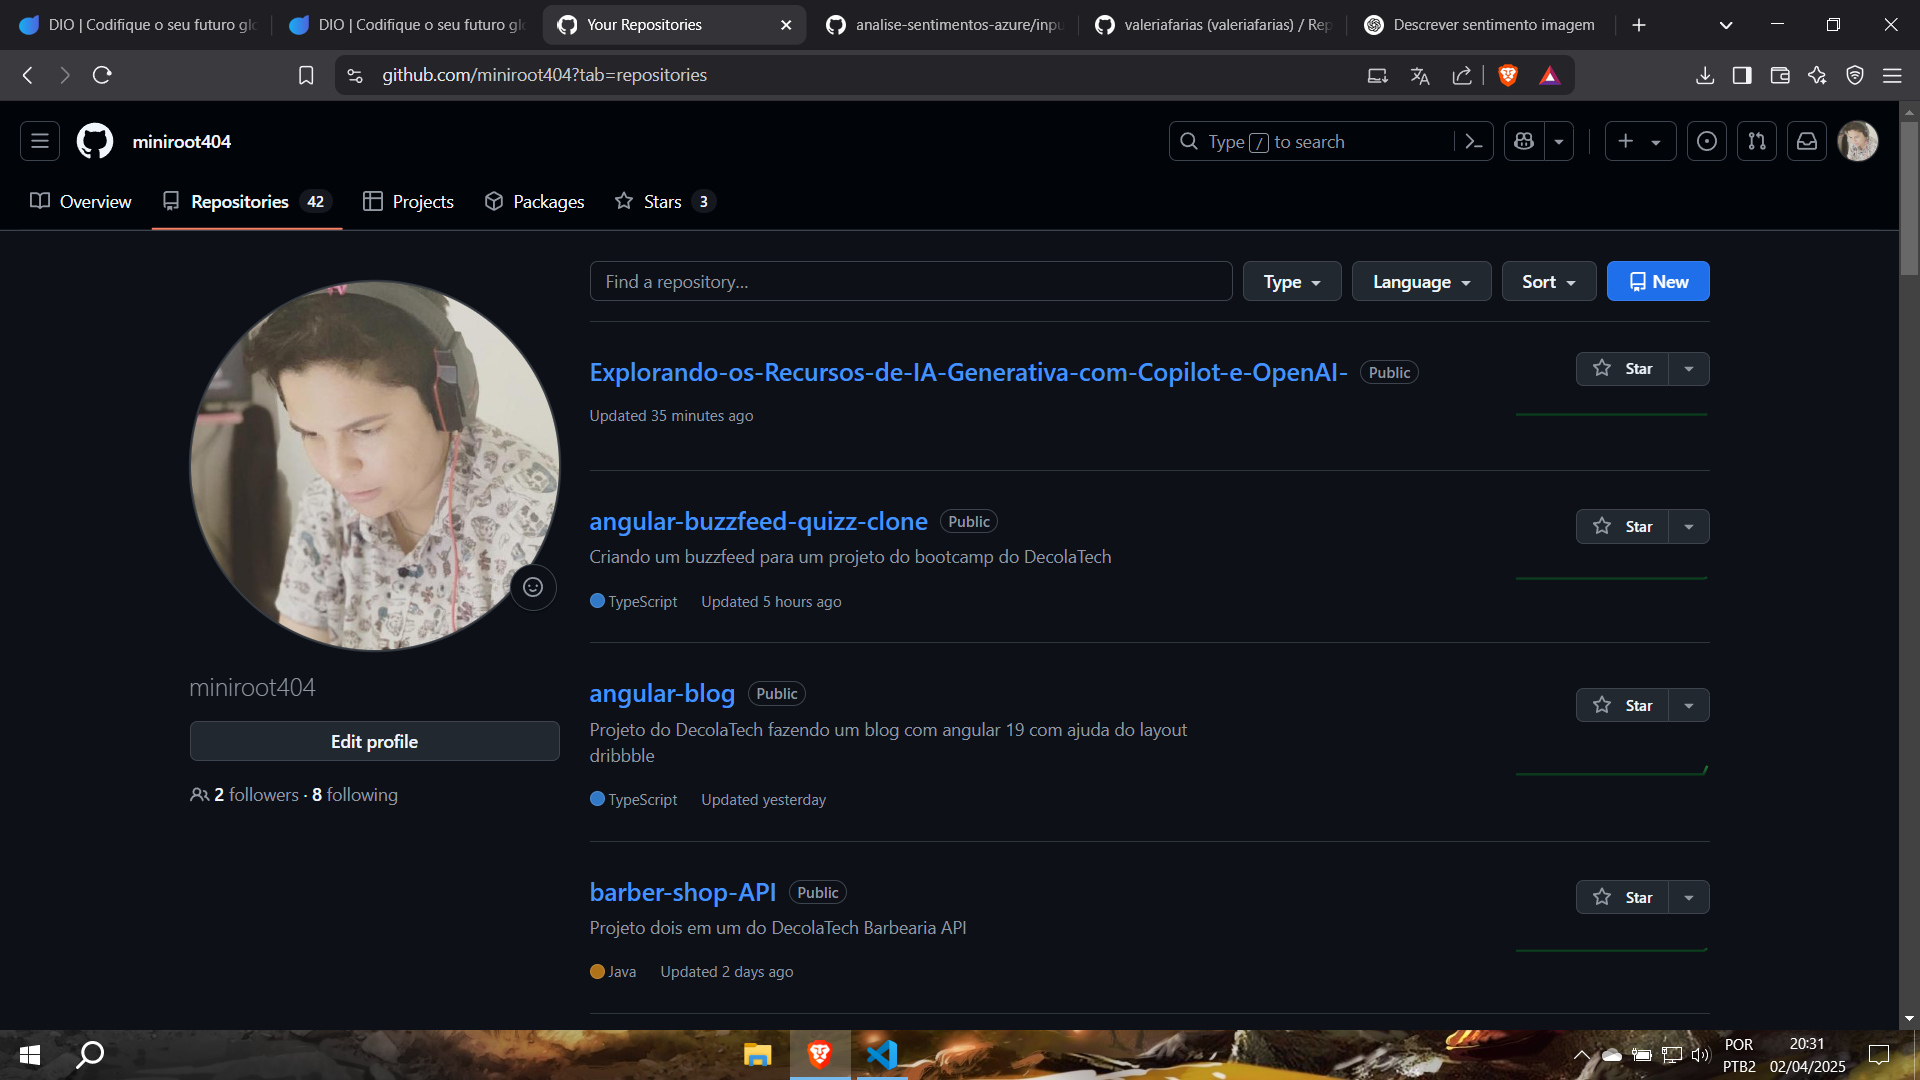 DIO | Codifique o seu futuro glo
DIO | Codifique o seu futuro glo
Your Repositories
analise-sentimentos-azure/inpu
valeriafarias (valeriafarias) / Rep
Descrever sentimento imagem
github.com/miniroot404?tab=repositories
miniroot404
Type / to search
Overview
Repositories 42
Projects
Packages
Stars 3
Find a repository...
Type
Language
Sort
New
Explorando-os-Recursos-de-IA-Generativa-com-Copilot-e-OpenAI- Public
Star
Updated 35 minutes ago
angular-buzzfeed-quizz-clone Public
Star
Criando um buzzfeed para um projeto do bootcamp do DecolaTech
TypeScript Updated 5 hours ago
miniroot404
Edit profile
2 followers · 8 following
angular-blog Public
Star
Projeto do DecolaTech fazendo um blog com angular 19 com ajuda do layout
dribbble
TypeScript Updated yesterday
barber-shop-API Public
Star
Projeto dois em um do DecolaTech Barbearia API
Java Updated 2 days ago
POR
PTB2
20:31
02/04/2025